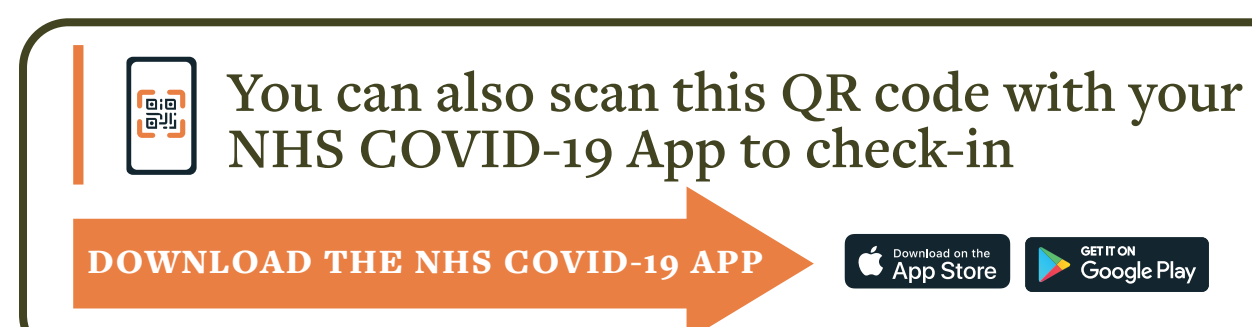 You can also scan this QR code with your
NHS COVID-19 App to check-in
DOWNLOAD THE NHS COVID-19 APP
Download on the
App Store
GET IT ON
Google Play